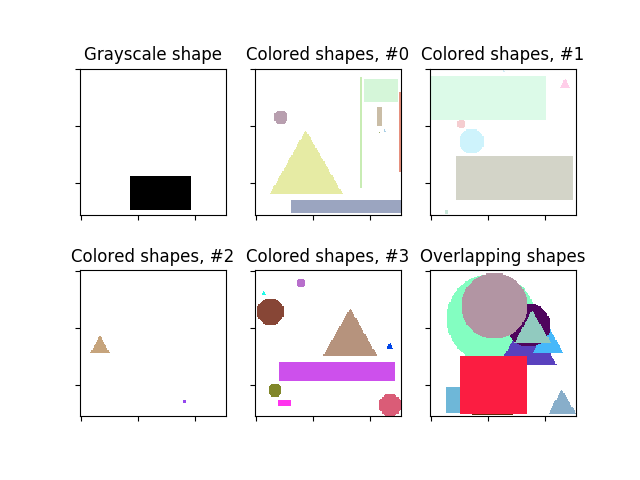 Grayscale shape
Colored shapes, #0
Colored shapes, #1
Colored shapes, #2
Colored shapes, #3
Overlapping shapes